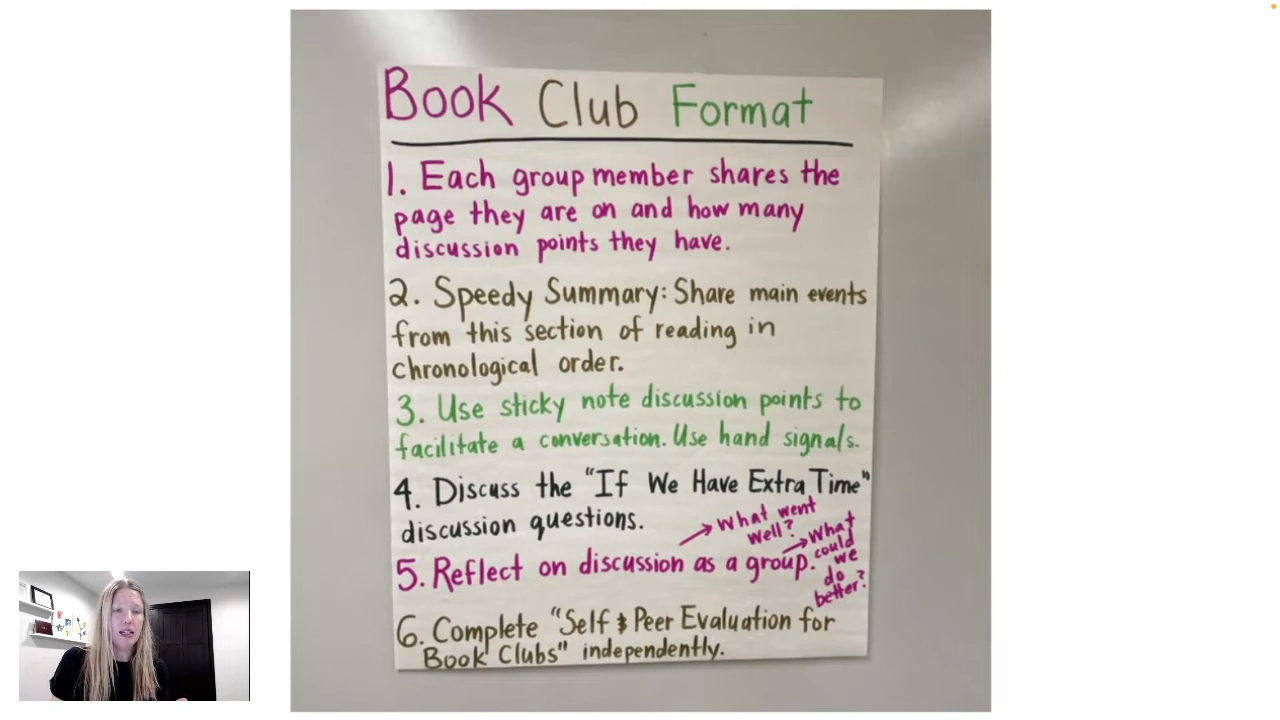 Book Club Format
1. Each group member shares the
page they are on and how many
discussion points they have.
2. Speedy Summary: Share main events
from this section of reading in
chronological order.
3. Use sticky note discussion points to
facilitate a conversation. Use hand signals.
4. Discuss the "If We Have Extra Time"
discussion questions.
5. Reflect on discussion as a group.
→ What went
well?
→ What
could
we
do
better?
6. Complete "Self & Peer Evaluation for
Book Clubs" independently.